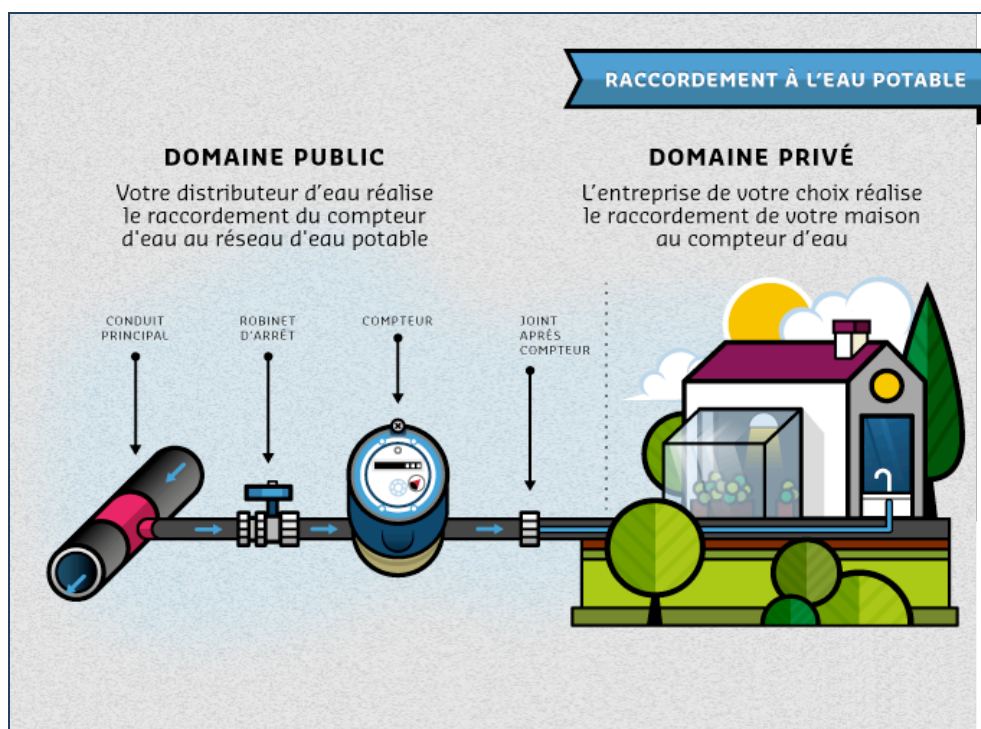 RACCORDEMENT À L'EAU POTABLE
DOMAINE PUBLIC
Votre distributeur d'eau réalise
le raccordement du compteur
d'eau au réseau d'eau potable
DOMAINE PRIVÉ
L'entreprise de votre choix réalise
le raccordement de votre maison
au compteur d'eau
CONDUIT
PRINCIPAL
ROBINET
D'ARRÊT
COMPTEUR
JOINT
APRÈS
COMPTEUR